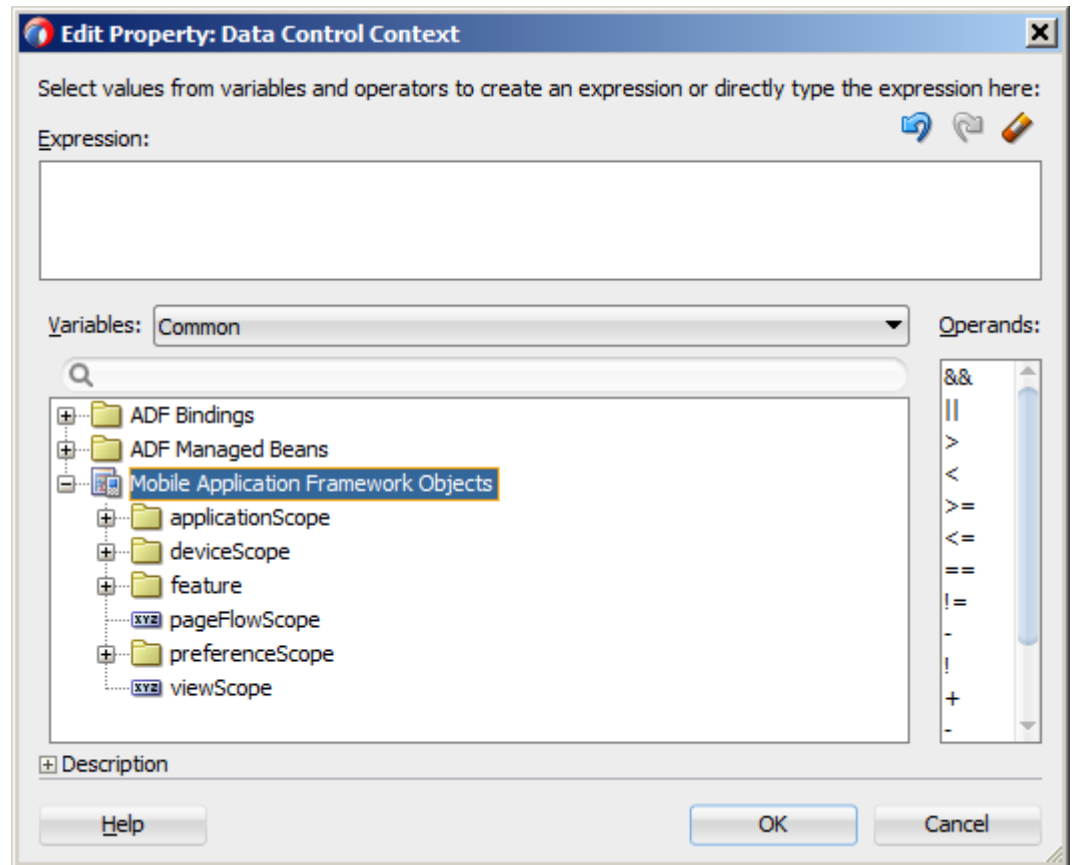 Edit Property: Data Control Context
Select values from variables and operators to create an expression or directly type the expression here:
Expression:
Variables: Common Operands:
ADF Bindings
ADF Managed Beans
Mobile Application Framework Objects
applicationScope
deviceScope
feature
xyz pageFlowScope
preferenceScope
xyz viewScope
&&
||
>
<
>=
<=
==
!=
-
!
+
-
Description
Help OK Cancel